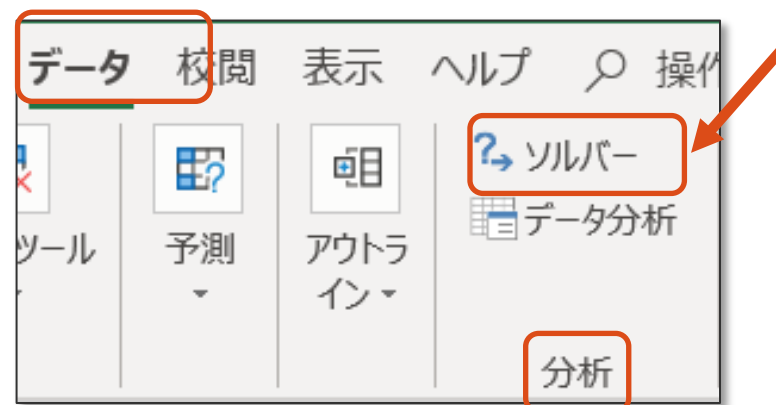 データ 校閲 表示 ヘルプ 操作
ソルバー
データ分析
ツール
予測
アウトラ
イン
分析